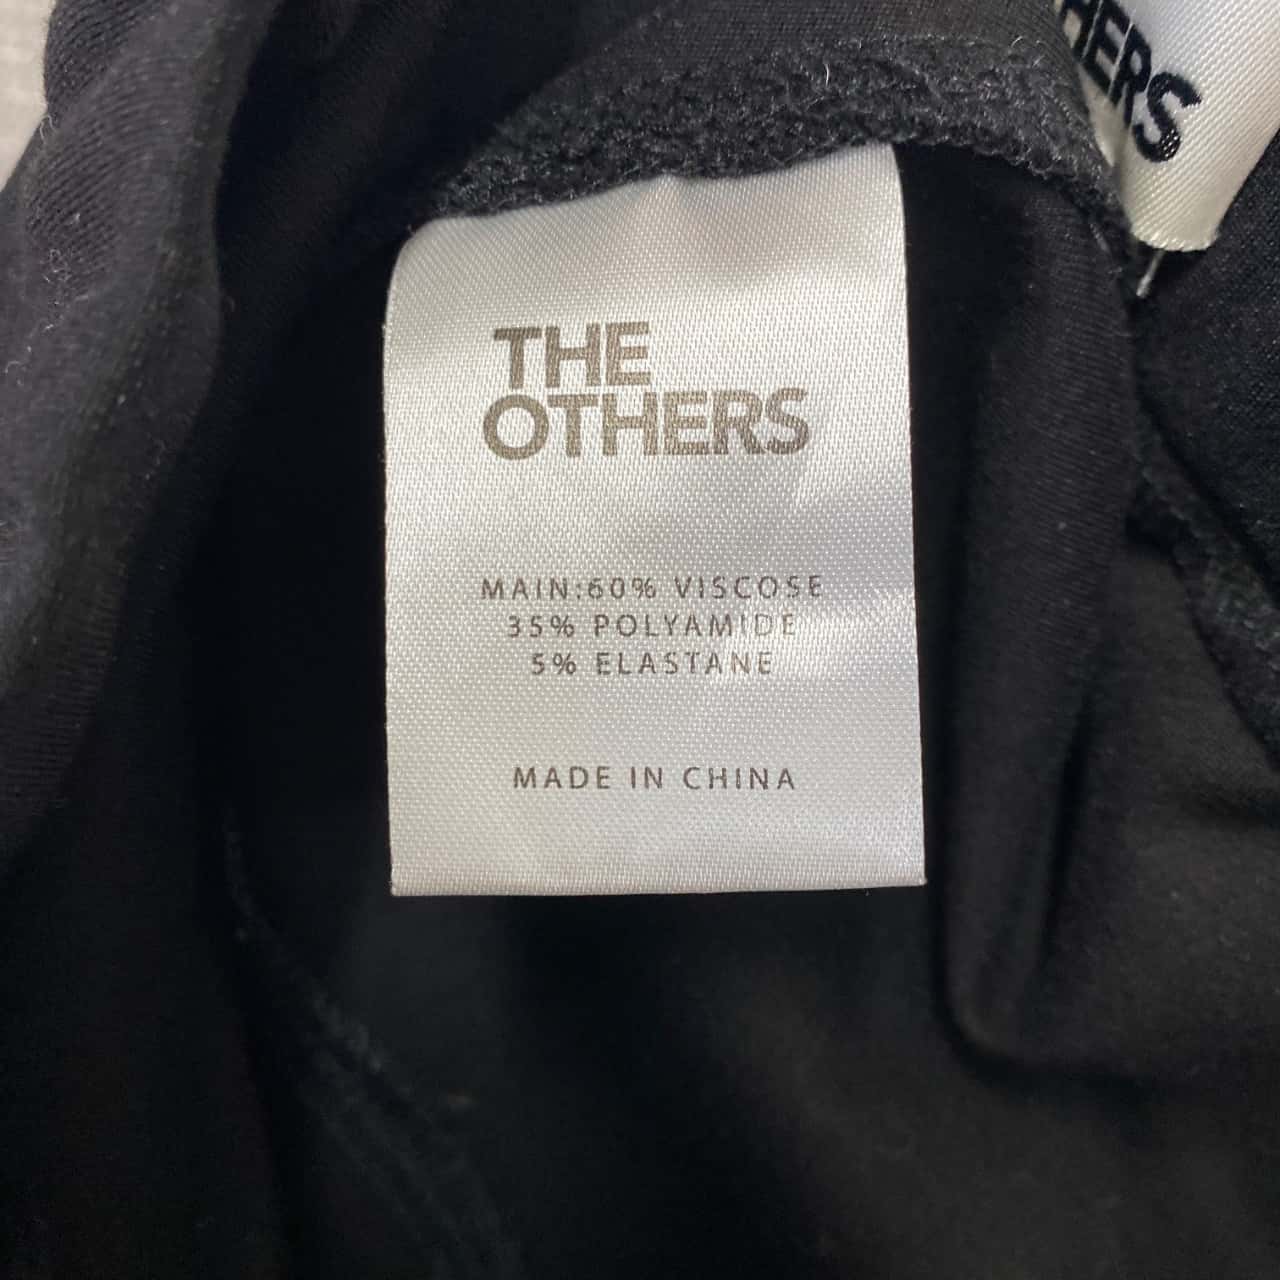 HERS
THE
OTHERS
MAIN:60% VISCOSE
35% POLYAMIDE
5% ELASTANE
MADE IN CHINA